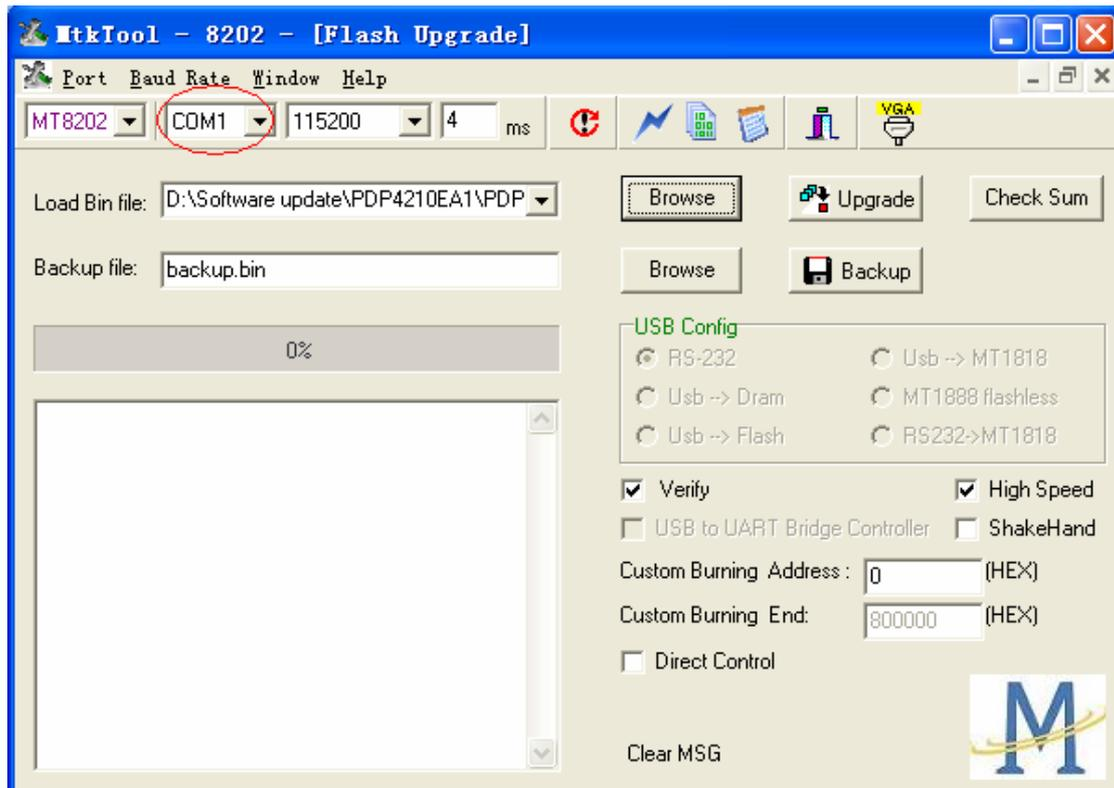 MtkTool - 8202 - [Flash Upgrade]
Port Baud Rate Window Help
MT8202 COM1 115200 4 ms VGA
Load Bin file: D:\Software update\PDP4210EA1\PDP Browse Upgrade Check Sum
Backup file: backup.bin Browse Backup
0%
USB Config
RS-232 Usb --> MT1818
Usb --> Dram MT1888 flashless
Usb --> Flash RS232->MT1818
Verify High Speed
USB to UART Bridge Controller ShakeHand
Custom Burning Address : 0 (HEX)
Custom Burning End: 800000 (HEX)
Direct Control
Clear MSG
M